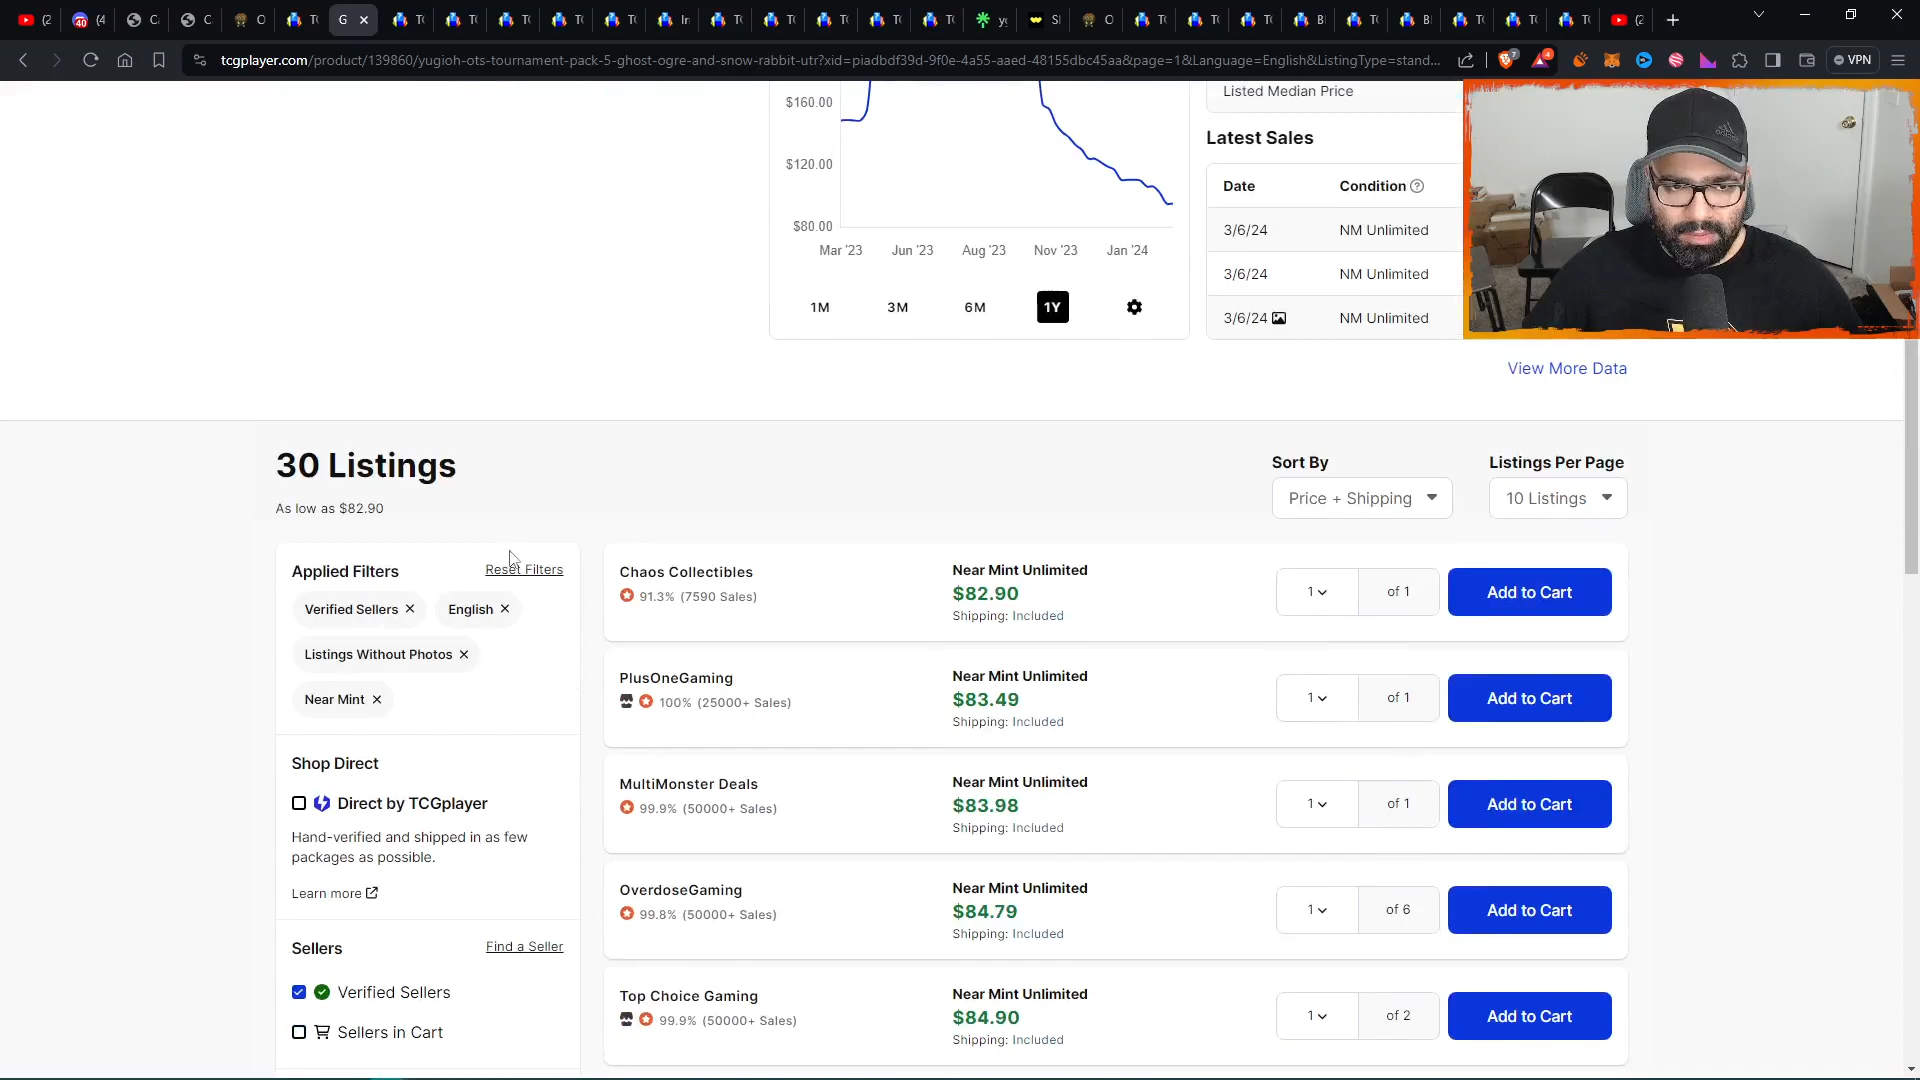 tcgplayer.com/product/139860/yugioh-ots-tournament-pack-5-ghost-ogre-and-snow-rabbit-utr?xid=piadbdf39d-9f0e-4a55-aaed-48155dbc45aa&page=1&Language=English&ListingType=stand...
VPN
$160.00
$120.00
$80.00
Mar '23 Jun '23 Aug '23 Nov '23 Jan '24
1M 3M 6M 1Y
Listed Median Price
Latest Sales
Date Condition
3/6/24 NM Unlimited
3/6/24 NM Unlimited
3/6/24 NM Unlimited
View More Data
30 Listings
As low as $82.90
Sort By
Price + Shipping
Listings Per Page
10 Listings
Applied Filters Reset Filters
Verified Sellers English
Listings Without Photos
Near Mint
Shop Direct
Direct by TCGplayer
Hand-verified and shipped in as few
packages as possible.
Learn more
Sellers Find a Seller
Verified Sellers
Sellers in Cart
Chaos Collectibles
91.3% (7590 Sales)
Near Mint Unlimited
$82.90
Shipping: Included
1 of 1 Add to Cart
PlusOneGaming
100% (25000+ Sales)
Near Mint Unlimited
$83.49
Shipping: Included
1 of 1 Add to Cart
MultiMonster Deals
99.9% (50000+ Sales)
Near Mint Unlimited
$83.98
Shipping: Included
1 of 1 Add to Cart
OverdoseGaming
99.8% (50000+ Sales)
Near Mint Unlimited
$84.79
Shipping: Included
1 of 6 Add to Cart
Top Choice Gaming
99.9% (50000+ Sales)
Near Mint Unlimited
$84.90
Shipping: Included
1 of 2 Add to Cart